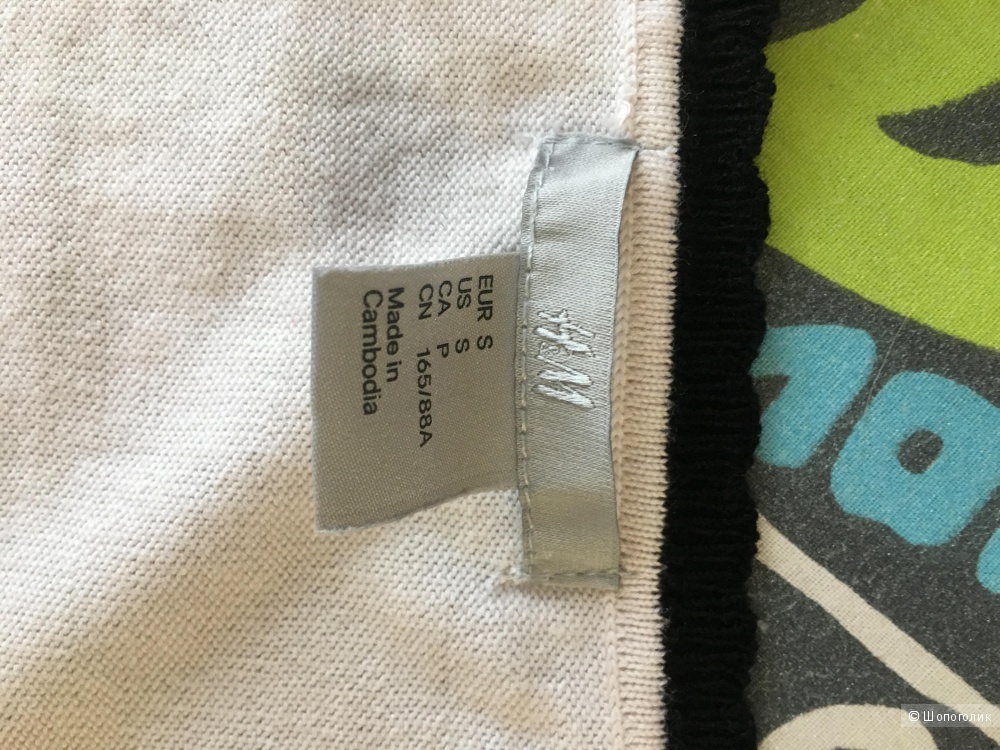 H&M
EUR S
US S
CA P
CN 165/88A
Made in
Cambodia
© Шопоголик